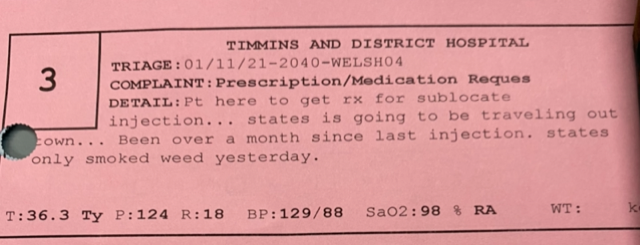 TIMMINS AND DISTRICT HOSPITAL
3
TRIAGE:01/11/21-2040-WELSH04
COMPLAINT:Prescription/Medication Reques
DETAIL:Pt here to get rx for sublocate
injection... states is going to be traveling out
own... Been over a month since last injection. states
only smoked weed yesterday.
T:36.3 Ty P:124 R:18 BP:129/88 SaO2:98 % RA WT: